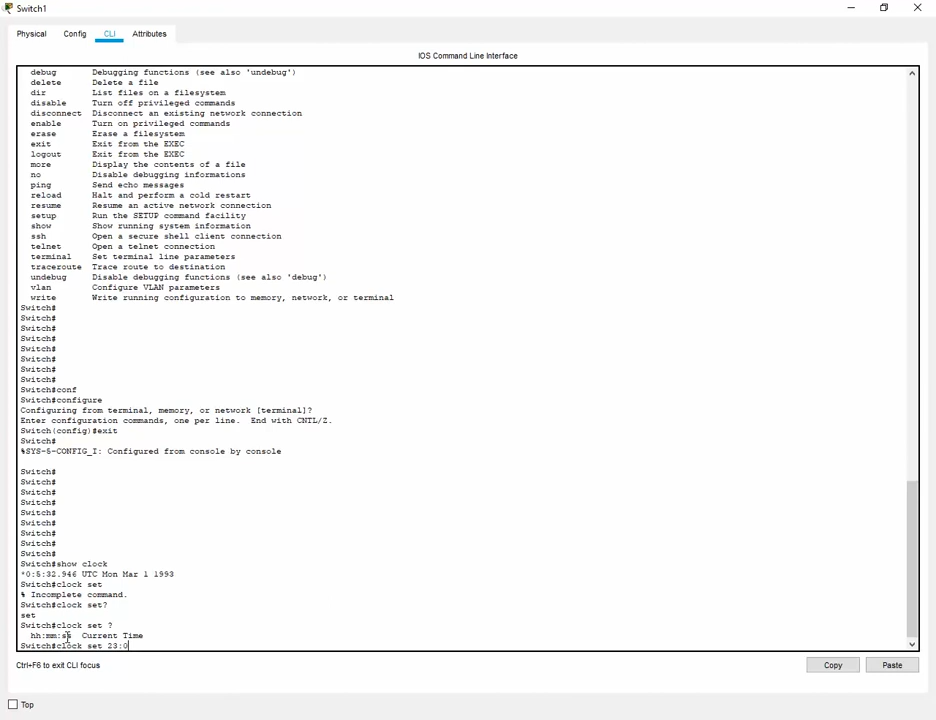 Switch1
Physical Config CLI Attributes
IOS Command Line Interface
debug Debugging functions (see also 'undebug')
delete Delete a file
dir List files on a filesystem
disable Turn off privileged commands
disconnect Disconnect an existing network connection
enable Turn on privileged commands
erase Erase a filesystem
exit Exit from the EXEC
logout Exit from the EXEC
more Display the contents of a file
no Disable debugging informations
ping Send echo messages
reload Halt and perform a cold restart
resume Resume an active network connection
setup Run the SETUP command facility
show Show running system information
ssh Open a secure shell client connection
telnet Open a telnet connection
terminal Set terminal line parameters
traceroute Trace route to destination
undebug Disable debugging functions (see also 'debug')
vlan Configure VLAN parameters
write Write running configuration to memory, network, or terminal
Switch#
Switch#
Switch#
Switch#
Switch#
Switch#
Switch#
Switch#
Switch#conf
Switch#configure
Configuring from terminal, memory, or network [terminal]?
Enter configuration commands, one per line. End with CNTL/Z.
Switch(config)#exit
Switch#
%SYS-5-CONFIG_I: Configured from console by console
Switch#
Switch#
Switch#
Switch#
Switch#
Switch#
Switch#
Switch#
Switch#
Switch#show clock
*0:5:32.946 UTC Mon Mar 1 1993
Switch#clock set
% Incomplete command.
Switch#clock set?
set
Switch#clock set ?
hh:mm:ss Current Time
Switch#clock set 23:0
Ctrl+F6 to exit CLI focus
Copy Paste
Top